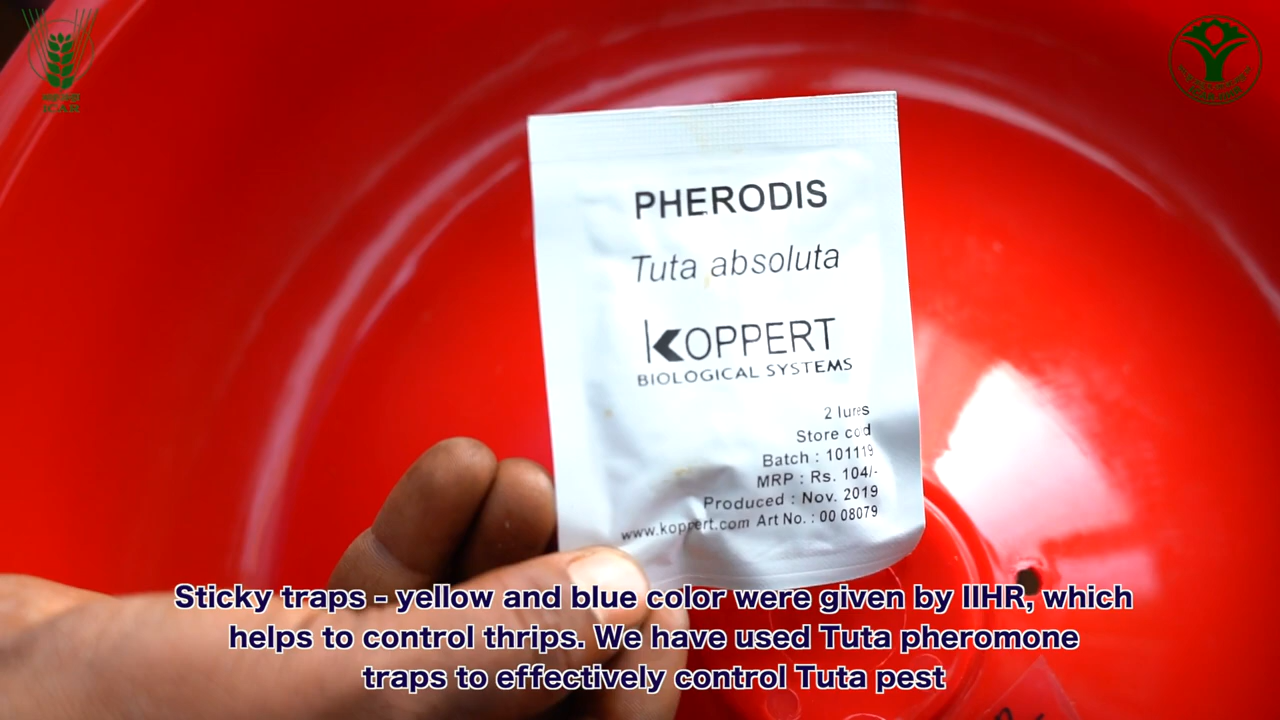 PHERODIS
Tuta absoluta
KOPPERT
BIOLOGICAL SYSTEMS
2 lures
Store cod
Batch : 101119
MRP : Rs. 104/-
Produced : Nov. 2019
www.koppert.com Art No. : 00 08079
Sticky traps - yellow and blue color were given by IIHR, which
helps to control thrips. We have used Tuta pheromone
traps to effectively control Tuta pest